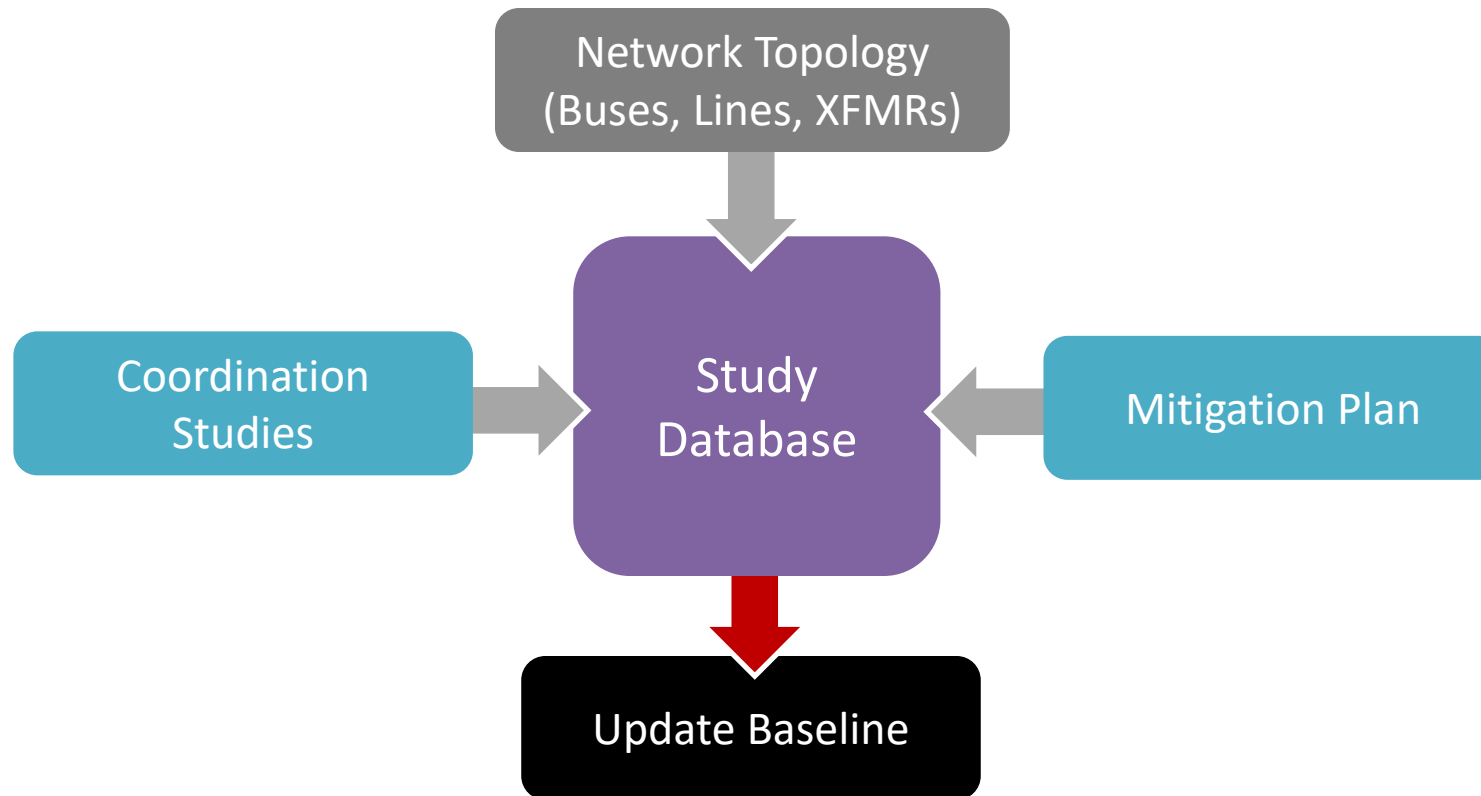 Network Topology
(Buses, Lines, XFMRs)
Coordination
Studies
Study
Database
Mitigation Plan
Update Baseline